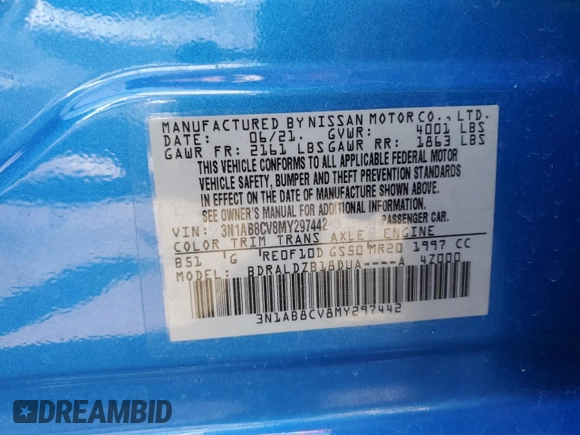 MANUFACTURED BY NISSAN MOTOR CO., LTD.
DATE: 06/21. GVWR: 4001 LBS
GAWR FR: 2161 LBS GAWR RR: 1863 LBS
THIS VEHICLE CONFORMS TO ALL APPLICABLE FEDERAL MOTOR
VEHICLE SAFETY, BUMPER AND THEFT PREVENTION STANDARDS
IN EFFECT ON THE DATE OF MANUFACTURE SHOWN ABOVE.
SEE OWNER'S MANUAL FOR ADDITIONAL INFORMATION.
VIN: 3N1AB8CV8MY297442 PASSENGER CAR.
COLOR TRIM TRANS AXLE ENGINE
B51 G RE0F10D GS50 MR20 1997 CC
MODEL: BDRALDZB18DUA----A 4Z000
3N1AB8CV8MY297442
DREAMBID